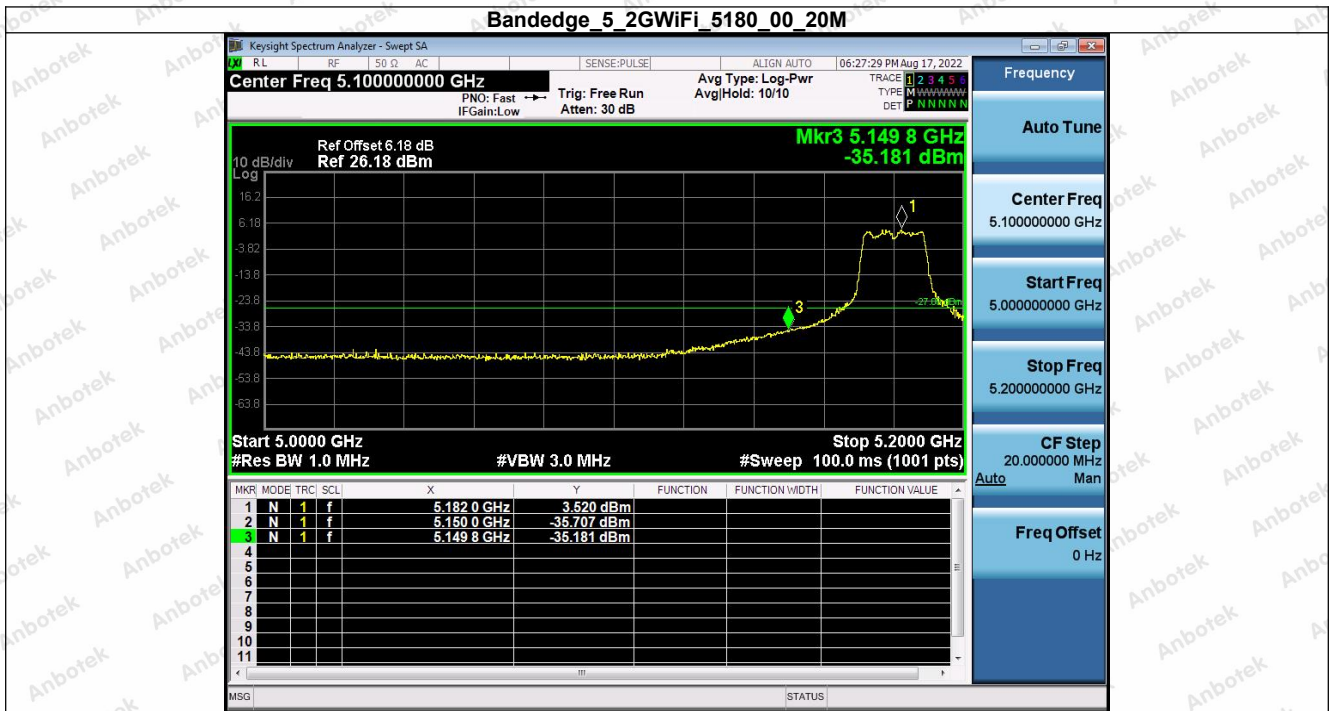 Bandedge_5_2GWiFi_5180_00_20M
Keysight Spectrum Analyzer - Swept SA
LXI RL RF 50 Ω AC SENSE:PULSE ALIGN AUTO 06:27:29 PM Aug 17, 2022
Center Freq 5.100000000 GHz
PNO: Fast
IFGain:Low
Trig: Free Run
Atten: 30 dB
Avg Type: Log-Pwr
Avg|Hold: 10/10
TRACE 1 2 3 4 5 6
TYPE M WWWWW
DET P N N N N N
Ref Offset 6.18 dB
10 dB/div Ref 26.18 dBm
Log
Mkr3 5.149 8 GHz
-35.181 dBm
16.2
6.18
-3.82
-13.8
-23.8
-33.8
-43.8
-53.8
-63.8
1
3
Start 5.0000 GHz Stop 5.2000 GHz
#Res BW 1.0 MHz #VBW 3.0 MHz #Sweep 100.0 ms (1001 pts)
MKR MODE TRC SCL X Y FUNCTION FUNCTION WIDTH FUNCTION VALUE
1 N 1 f 5.182 0 GHz 3.520 dBm
2 N 1 f 5.150 0 GHz -35.707 dBm
3 N 1 f 5.149 8 GHz -35.181 dBm
4
5
6
7
8
9
10
11
MSG STATUS
Frequency
Auto Tune
Center Freq
5.100000000 GHz
Start Freq
5.000000000 GHz
Stop Freq
5.200000000 GHz
CF Step
20.000000 MHz
Auto Man
Freq Offset
0 Hz
Anbotek